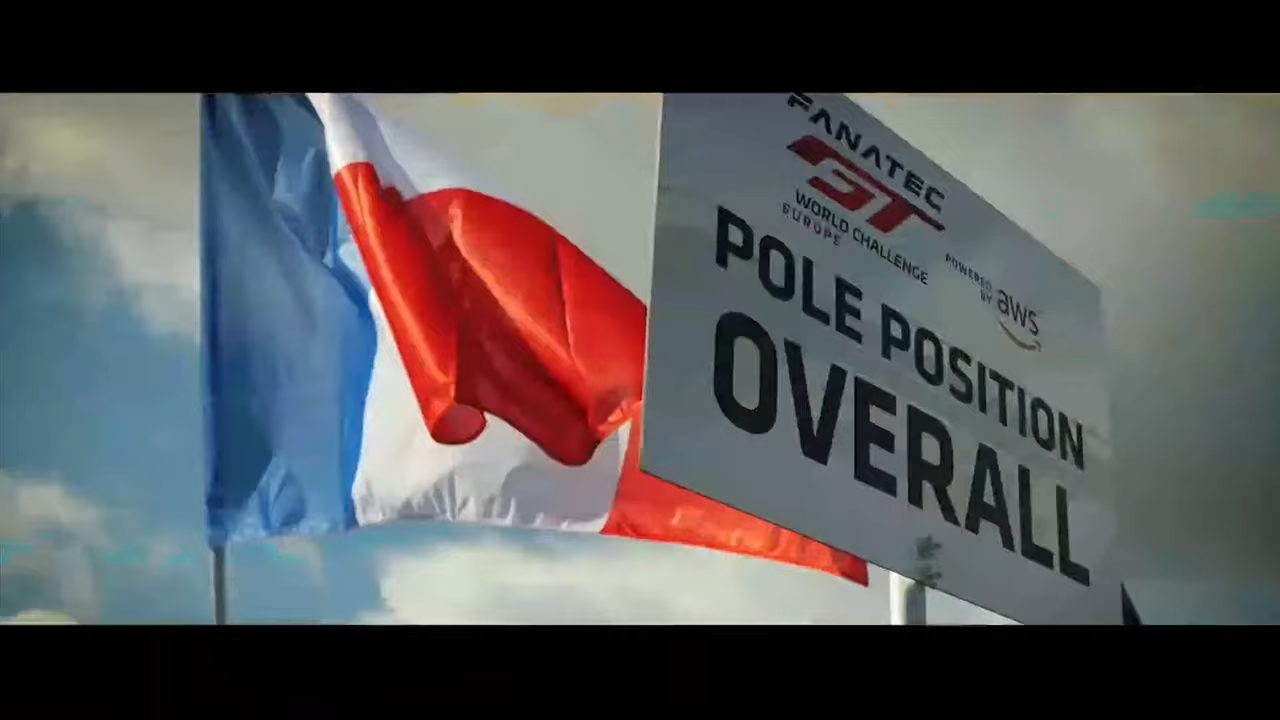 FANATEC
GT
WORLD CHALLENGE
EUROPE
POWERED
BY aws
POLE POSITION
OVERALL